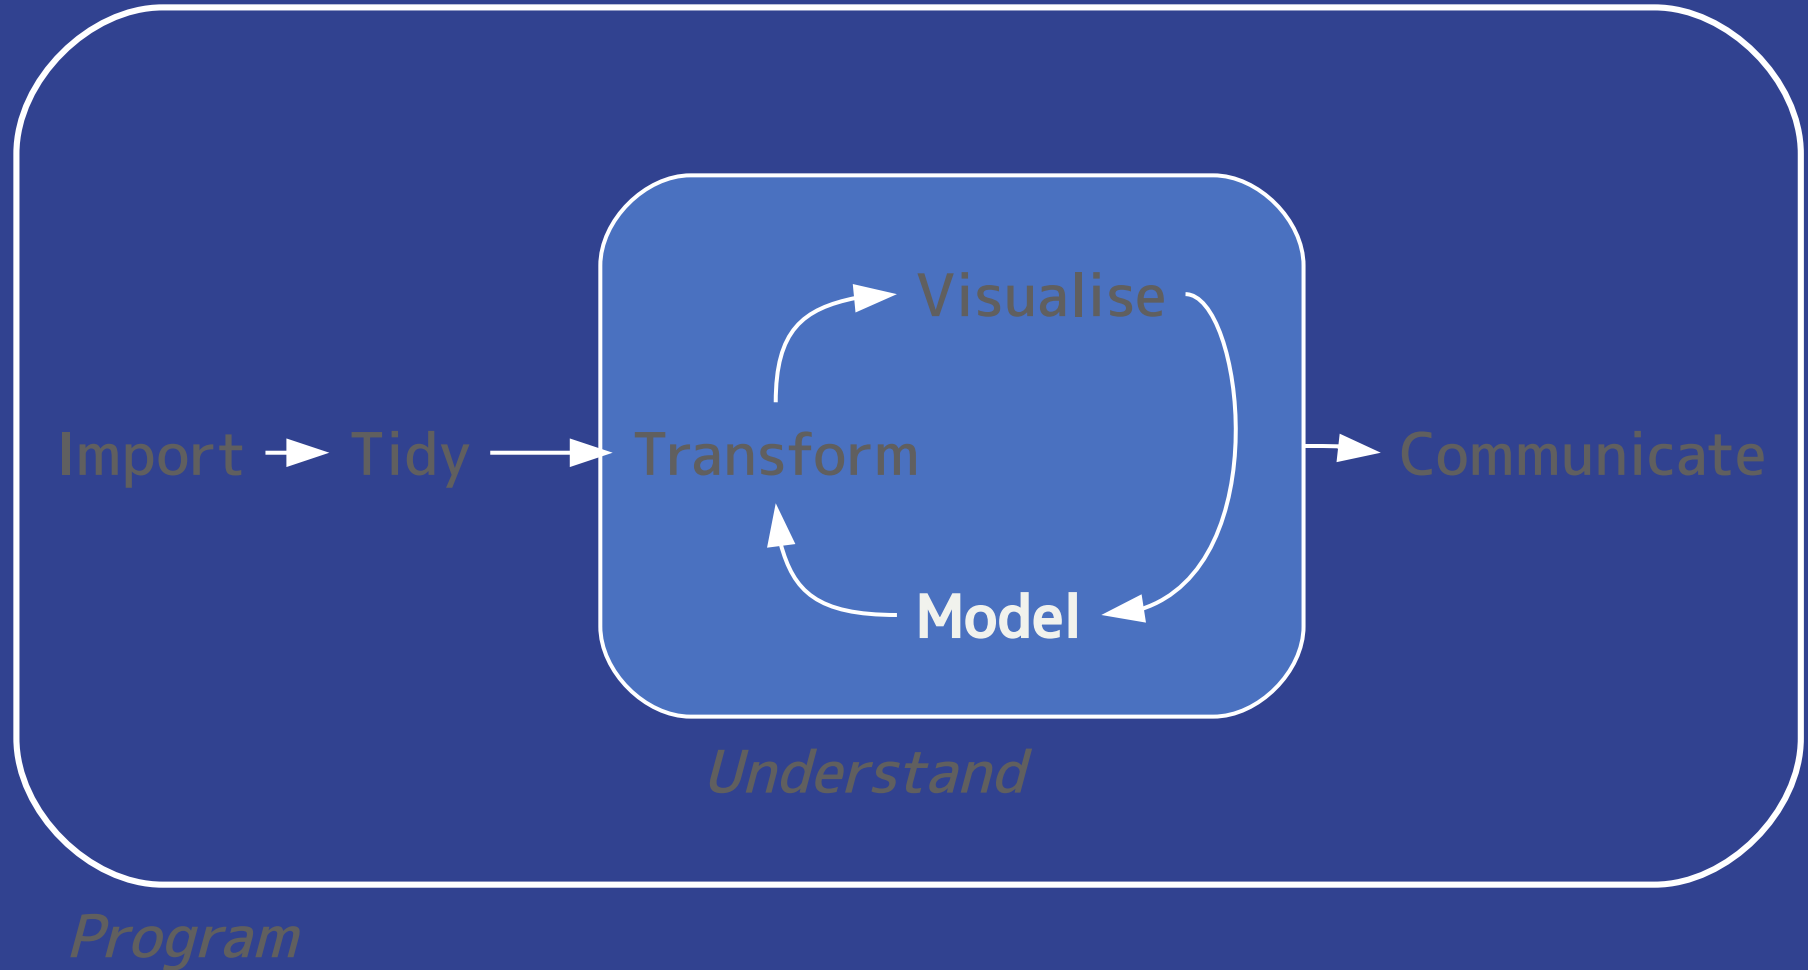 Visualise
Import
Tidy
Transform
Communicate
Model
Understand
Program